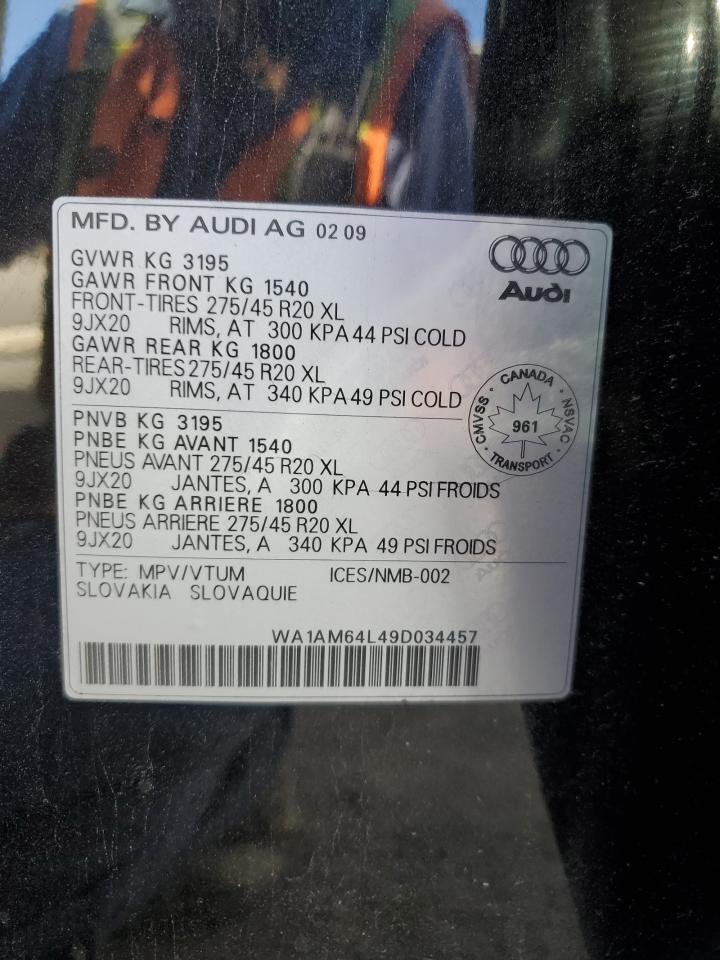 MFD. BY AUDI AG 02 09
Audi
GVWR KG 3195
GAWR FRONT KG 1540
FRONT-TIRES 275/45 R20 XL
9JX20 RIMS, AT 300 KPA 44 PSI COLD
GAWR REAR KG 1800
REAR-TIRES 275/45 R20 XL
9JX20 RIMS, AT 340 KPA 49 PSI COLD
CANADA
CMVSS NSVAC
961
TRANSPORT
PNVB KG 3195
PNBE KG AVANT 1540
PNEUS AVANT 275/45 R20 XL
9JX20 JANTES, A 300 KPA 44 PSI FROIDS
PNBE KG ARRIERE 1800
PNEUS ARRIERE 275/45 R20 XL
9JX20 JANTES, A 340 KPA 49 PSI FROIDS
TYPE: MPV/VTUM ICES/NMB-002
SLOVAKIA SLOVAQUIE
WA1AM64L49D034457